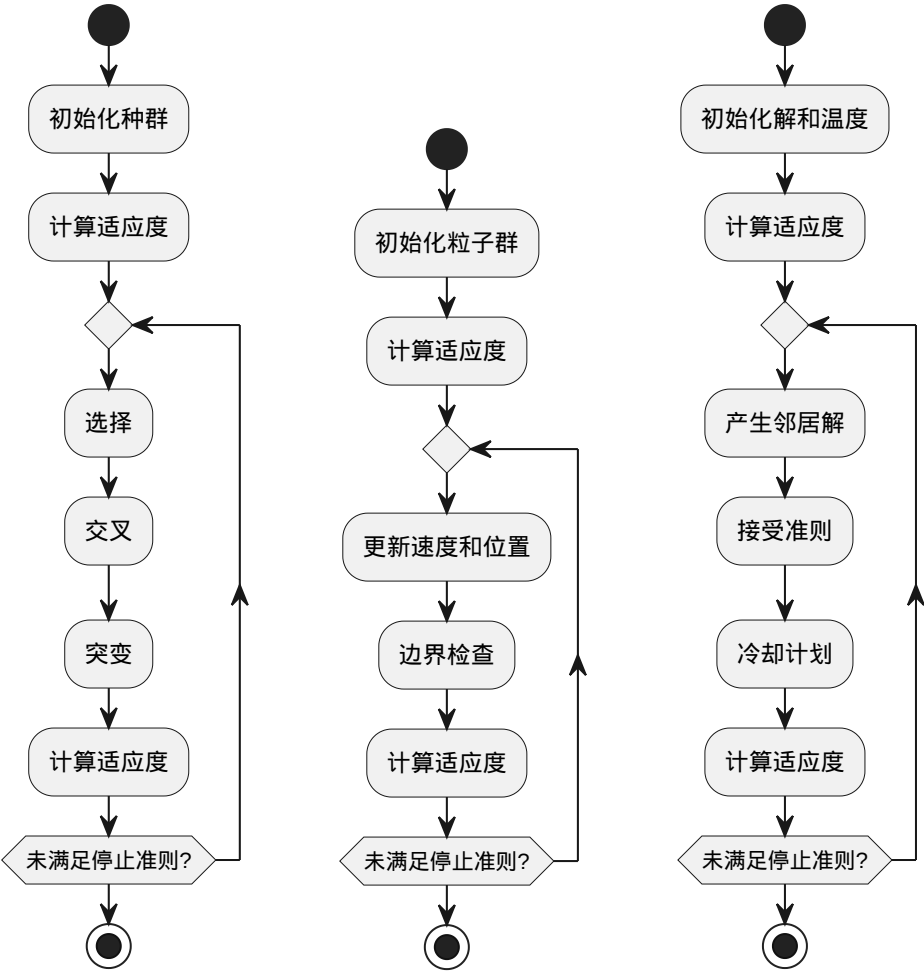 初始化种群
计算适应度
选择
交叉
突变
计算适应度
未满足停止准则?
初始化粒子群
计算适应度
更新速度和位置
边界检查
计算适应度
未满足停止准则?
初始化解和温度
计算适应度
产生邻居解
接受准则
冷却计划
计算适应度
未满足停止准则?